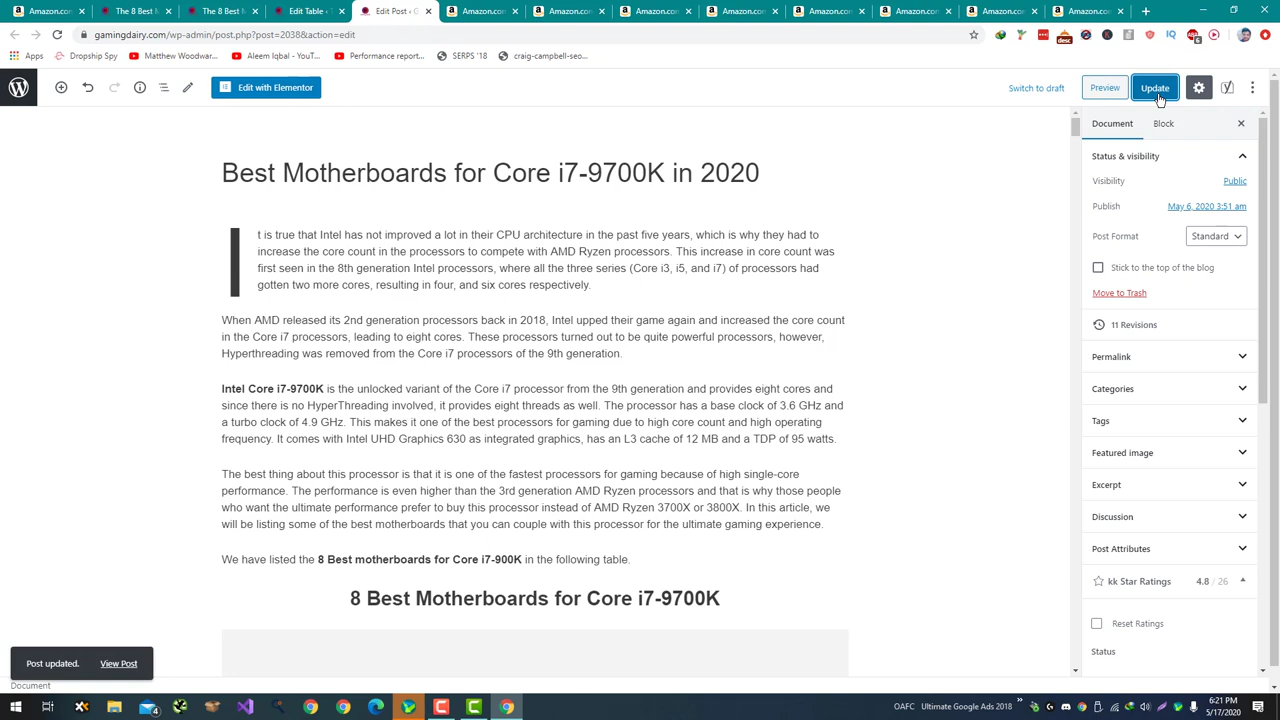 Amazon.co
The 8 Best M
The 8 Best M
Edit Table ‹ T
Edit Post ‹ G
Amazon.com
Amazon.com
Amazon.com
Amazon.com
Amazon.com
Amazon.com
Amazon.com
gamingdairy.com/wp-admin/post.php?post=2038&action=edit
Apps
Dropship Spy
Matthew Woodwar...
Aleem Iqbal - YouT...
Performance report...
SERPS '18
craig-campbell-seo...
Edit with Elementor
Switch to draft
Preview
Update
Document
Block
Best Motherboards for Core i7-9700K in 2020
It is true that Intel has not improved a lot in their CPU architecture in the past five years, which is why they had to
increase the core count in the processors to compete with AMD Ryzen processors. This increase in core count was
first seen in the 8th generation Intel processors, where all the three series (Core i3, i5, and i7) of processors had
gotten two more cores, resulting in four, and six cores respectively.
When AMD released its 2nd generation processors back in 2018, Intel upped their game again and increased the core count
in the Core i7 processors, leading to eight cores. These processors turned out to be quite powerful processors, however,
Hyperthreading was removed from the Core i7 processors of the 9th generation.
Intel Core i7-9700K is the unlocked variant of the Core i7 processor from the 9th generation and provides eight cores and
since there is no HyperThreading involved, it provides eight threads as well. The processor has a base clock of 3.6 GHz and
a turbo clock of 4.9 GHz. This makes it one of the best processors for gaming due to high core count and high operating
frequency. It comes with Intel UHD Graphics 630 as integrated graphics, has an L3 cache of 12 MB and a TDP of 95 watts.
The best thing about this processor is that it is one of the fastest processors for gaming because of high single-core
performance. The performance is even higher than the 3rd generation AMD Ryzen processors and that is why those people
who want the ultimate performance prefer to buy this processor instead of AMD Ryzen 3700X or 3800X. In this article, we
will be listing some of the best motherboards that you can couple with this processor for the ultimate gaming experience.
We have listed the 8 Best motherboards for Core i7-900K in the following table.
8 Best Motherboards for Core i7-9700K
Status & visibility
Visibility Public
Publish May 6, 2020 3:51 am
Post Format Standard
Stick to the top of the blog
Move to Trash
11 Revisions
Permalink
Categories
Tags
Featured image
Excerpt
Discussion
Post Attributes
kk Star Ratings 4.8 / 26
Reset Ratings
Status
Post updated. View Post
Document
OAFC
Ultimate Google Ads 2018
6:21 PM
5/17/2020